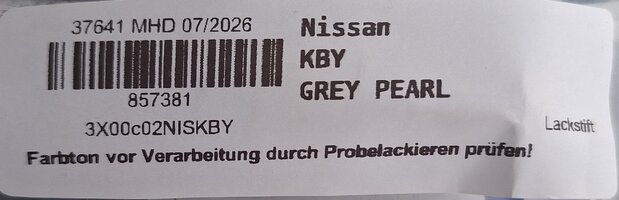 37641 MHD 07/2026
857381
3X00c02NISKBY
Nissan
KBY
GREY PEARL
Lackstift
Farbton vor Verarbeitung durch Probelackieren prüfen!